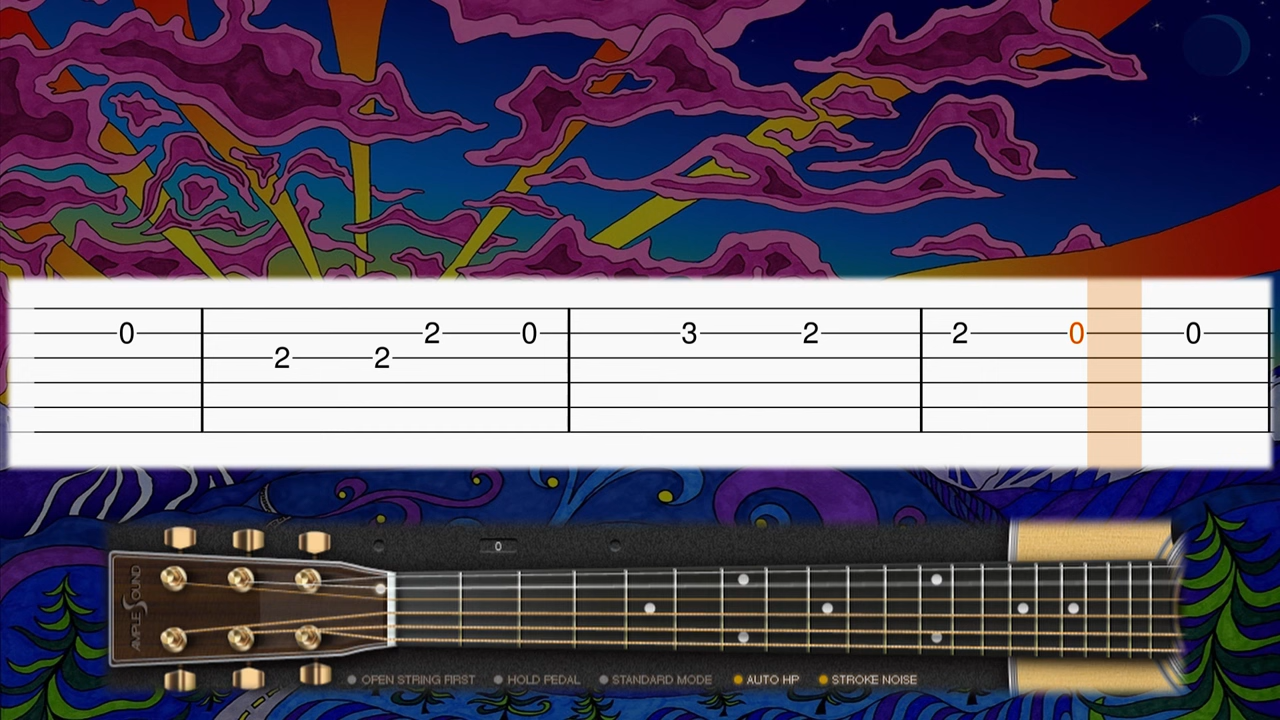 0 2 2 2 0 3 2 2 0 0
0
AMPLE SOUND
OPEN STRING FIRST HOLD PEDAL STANDARD MODE AUTO HP STROKE NOISE